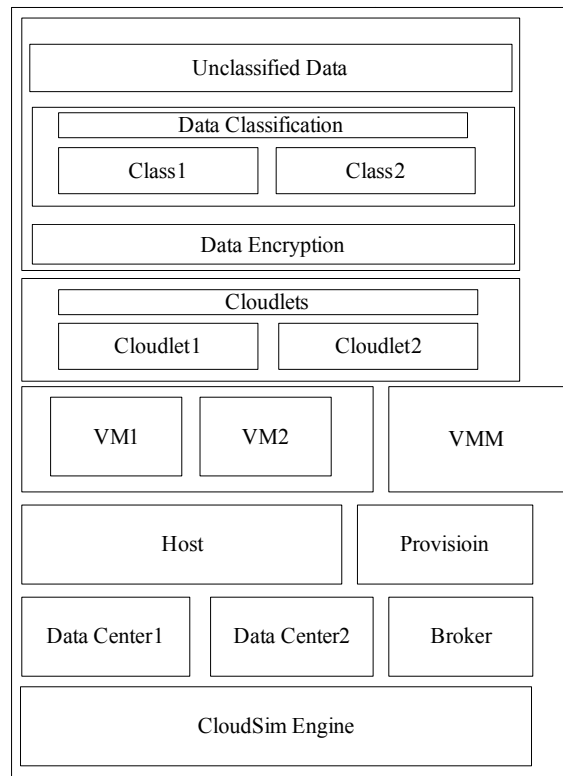 Unclassified Data
Data Classification
Class1 Class2
Data Encryption
Cloudlets
Cloudlet1 Cloudlet2
VM1 VM2 VMM
Host Provisioin
Data Center1 Data Center2 Broker
CloudSim Engine